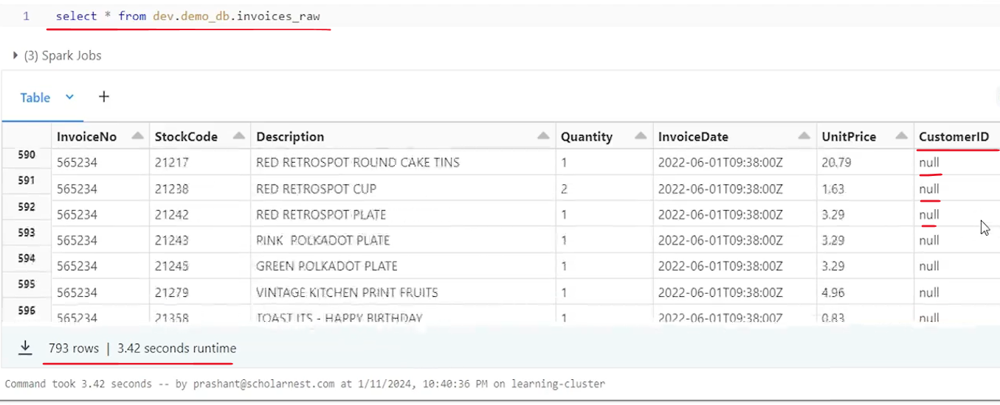 1 select * from dev.demo_db.invoices_raw
(3) Spark Jobs
Table +
InvoiceNo StockCode Description Quantity InvoiceDate UnitPrice CustomerID
590 565234 21217 RED RETROSPOT ROUND CAKE TINS 1 2022-06-01T09:38:00Z 20.79 null
591 565234 21238 RED RETROSPOT CUP 2 2022-06-01T09:38:00Z 1.63 null
592 565234 21242 RED RETROSPOT PLATE 1 2022-06-01T09:38:00Z 3.29 null
593 565234 21243 PINK POLKADOT PLATE 1 2022-06-01T09:38:00Z 3.29 null
594 565234 21245 GREEN POLKADOT PLATE 1 2022-06-01T09:38:00Z 3.29 null
595 565234 21279 VINTAGE KITCHEN PRINT FRUITS 1 2022-06-01T09:38:00Z 4.96 null
596 565234 21358 TOAST ITS - HAPPY BIRTHDAY 1 2022-06-01T09:38:00Z 0.83 null
793 rows | 3.42 seconds runtime
Command took 3.42 seconds -- by prashant@scholarnest.com at 1/11/2024, 10:40:36 PM on learning-cluster